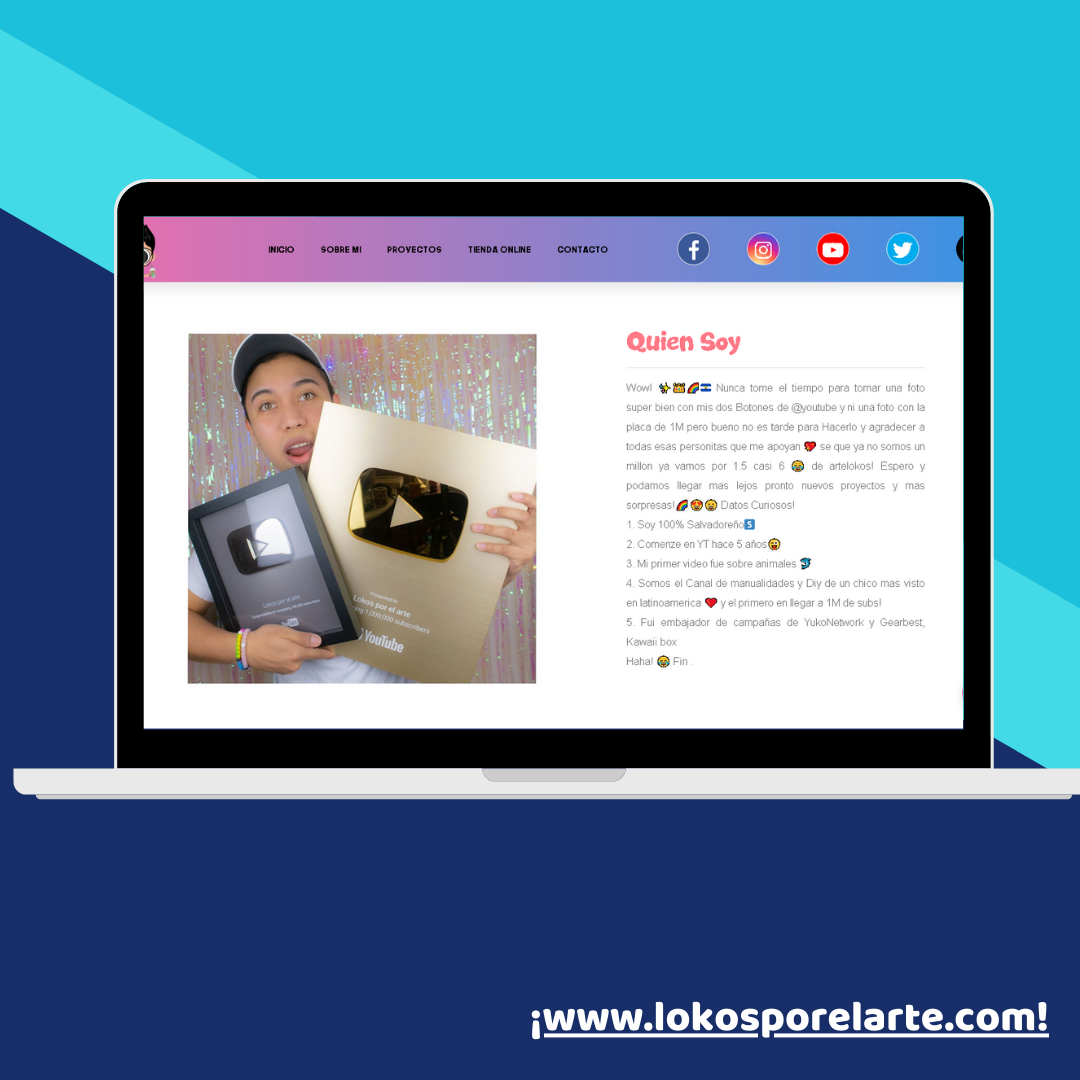 INICIO SOBRE MI PROYECTOS TIENDA ONLINE CONTACTO
Quien Soy
Wow! ✨👑🌈🇸🇻 Nunca tome el tiempo para tomar una foto
super bien con mis dos Botones de @youtube y ni una foto con la
placa de 1M pero bueno no es tarde para Hacerlo y agradecer a
todas esas personitas que me apoyan ❤️ se que ya no somos un
millon ya vamos por 1.5 casi 6 😭 de artelokos! Espero y
podamos llegar mas lejos pronto nuevos proyectos y mas
sorpresas! 🌈😍😉 Datos Curiosos!
1. Soy 100% Salvadoreño5️⃣
2. Comenze en YT hace 5 años😄
3. Mi primer video fue sobre animales 🐬
4. Somos el Canal de manualidades y Diy de un chico mas visto
en latinoamerica ❤️ y el primero en llegar a 1M de subs!
5. Fui embajador de campañas de YukoNetwork y Gearbest,
Kawaii box
Haha! 😭 Fin .
Lokos por el arte
YouTube
Presented to
Lokos por el arte
1,000,000 subscribers
YouTube
¡www.lokosporelarte.com!